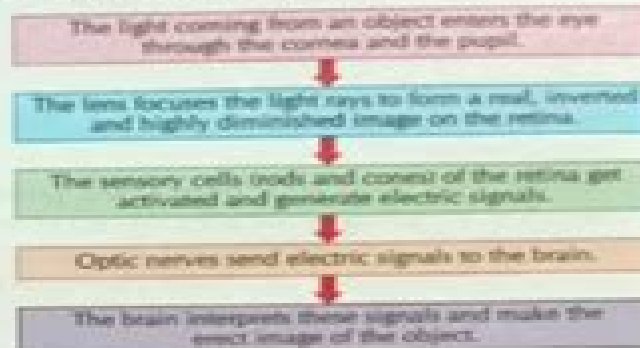 The light coming from an object enters the eye
through the cornea and the pupil.
The lens focuses the light rays to form a real, inverted
and highly diminished image on the retina.
The sensory cells (rods and cones) of the retina get
activated and generate electric signals.
Optic nerves send electric signals to the brain.
The brain interprets these signals and make the
erect image of the object.